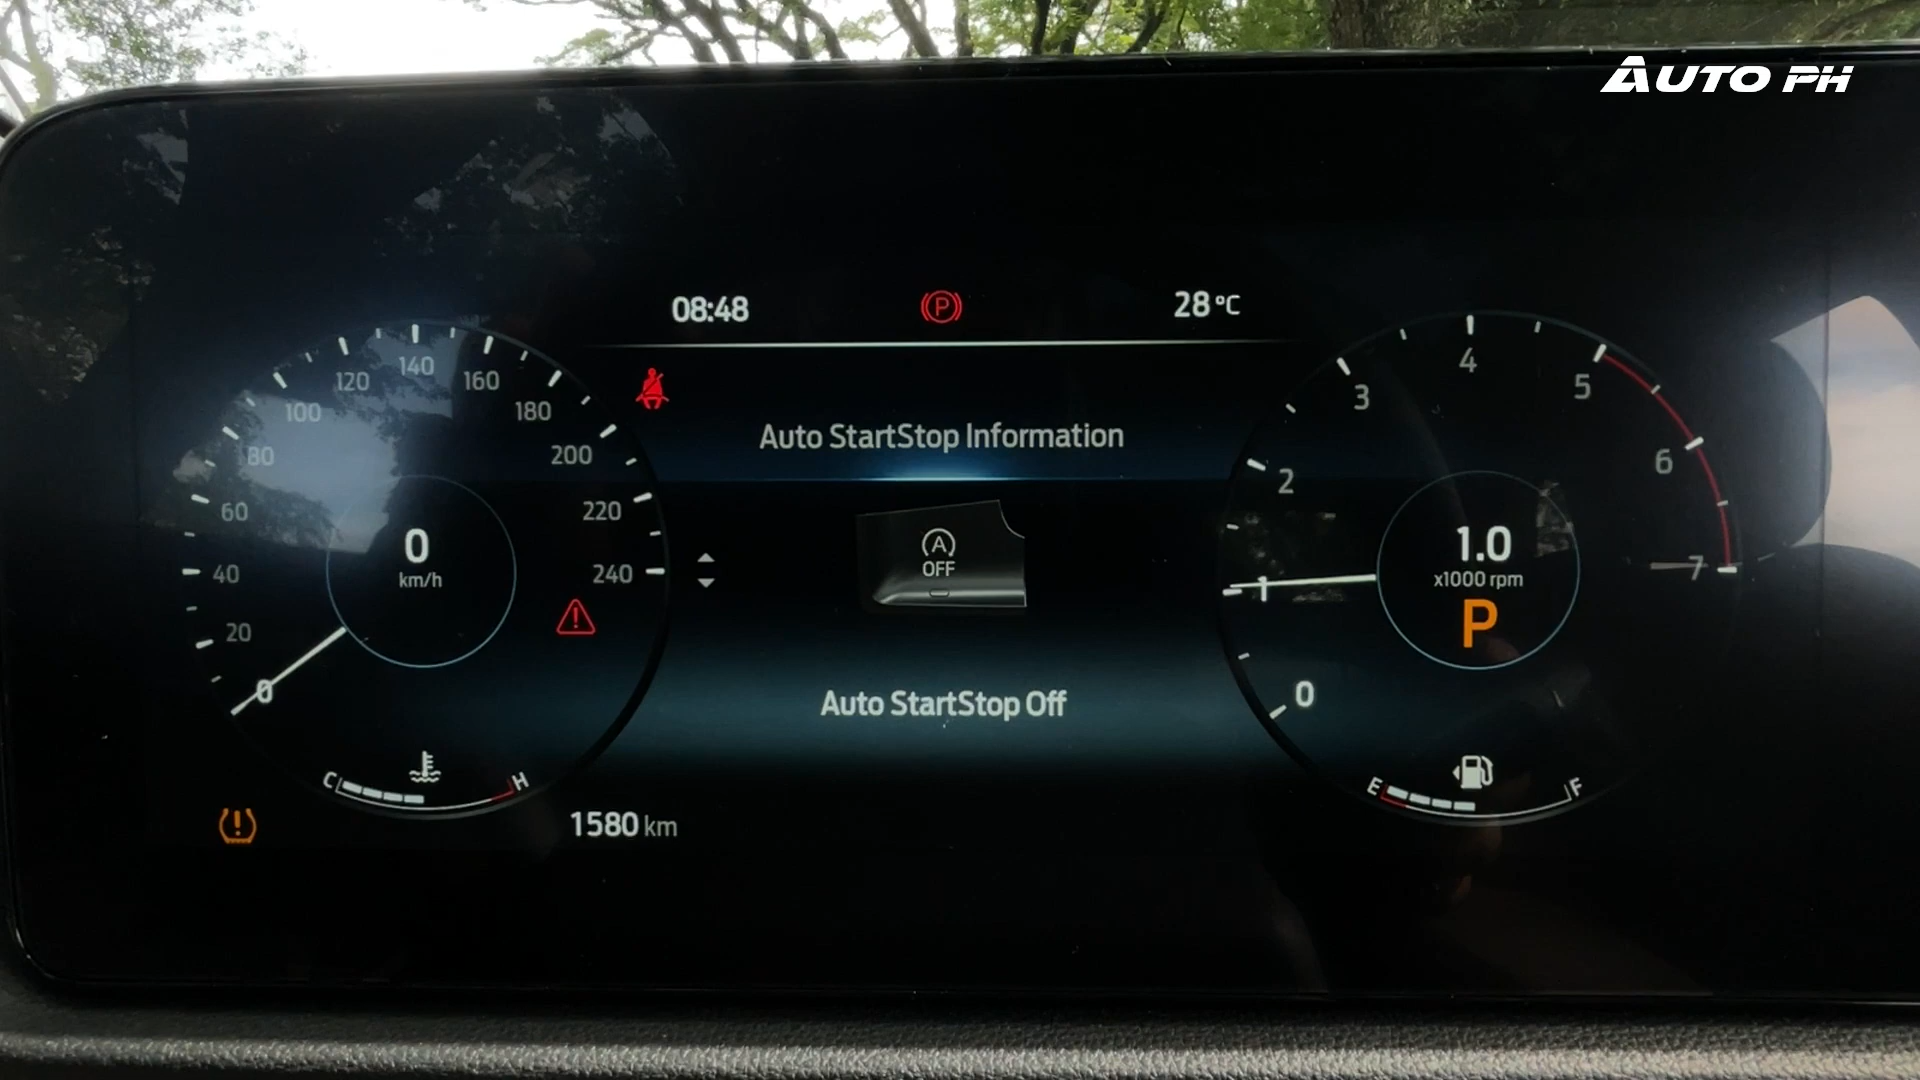 AUTO PH
08:48
P
28°C
Auto StartStop Information
A
OFF
Auto StartStop Off
0
20
40
60
80
100
120
140
160
180
200
220
240
0
km/h
C
H
1580 km
0
1
2
3
4
5
6
7
1.0
x1000 rpm
P
E
F